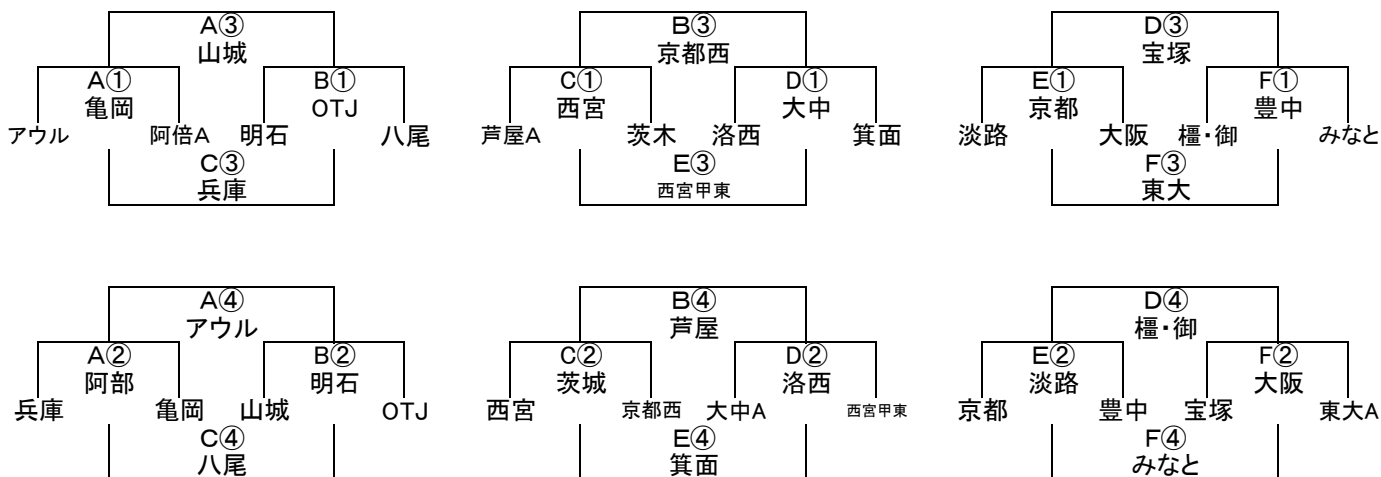 A③
山城
A① B①
亀岡 OTJ
アウル 阿倍A 明石 八尾
C③
兵庫
B③
京都西
C① D①
西宮 大中
芦屋A 茨木 洛西 箕面
E③
西宮甲東
D③
宝塚
E① F①
京都 豊中
淡路 大阪 橿・御 みなと
F③
東大
A④
アウル
A② B②
阿部 明石
兵庫 亀岡 山城 OTJ
C④
八尾
B④
芦屋
C② D②
茨城 洛西
西宮 京都西 大中A 西宮甲東
E④
箕面
D④
橿・御
E② F②
淡路 大阪
京都 豊中 宝塚 東大A
F④
みなと